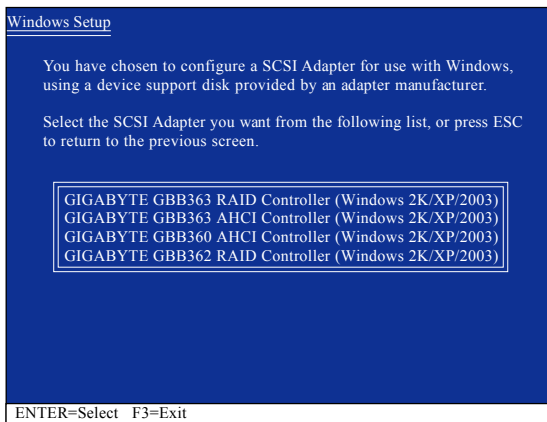 Windows Setup
You have chosen to configure a SCSI Adapter for use with Windows,
using a device support disk provided by an adapter manufacturer.
Select the SCSI Adapter you want from the following list, or press ESC
to return to the previous screen.
GIGABYTE GBB363 RAID Controller (Windows 2K/XP/2003)
GIGABYTE GBB363 AHCI Controller (Windows 2K/XP/2003)
GIGABYTE GBB360 AHCI Controller (Windows 2K/XP/2003)
GIGABYTE GBB362 RAID Controller (Windows 2K/XP/2003)
ENTER=Select F3=Exit